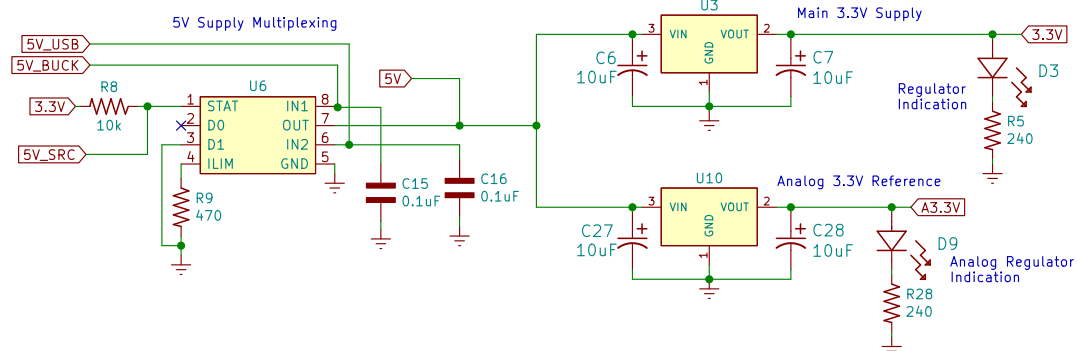 5V Supply Multiplexing
5V_USB
5V_BUCK
3.3V
R8
10k
5V_SRC
U6
1 STAT IN1 8
2 D0 OUT 7
3 D1 IN2 6
4 ILIM GND 5
R9
470
C15
0.1uF
C16
0.1uF
5V
U3
Main 3.3V Supply
3 VIN VOUT 2
GND
1
C6
10uF
C7
10uF
3.3V
D3
Regulator
Indication
R5
240
U10
Analog 3.3V Reference
3 VIN VOUT 2
GND
1
C27
10uF
C28
10uF
A3.3V
D9
Analog Regulator
Indication
R28
240